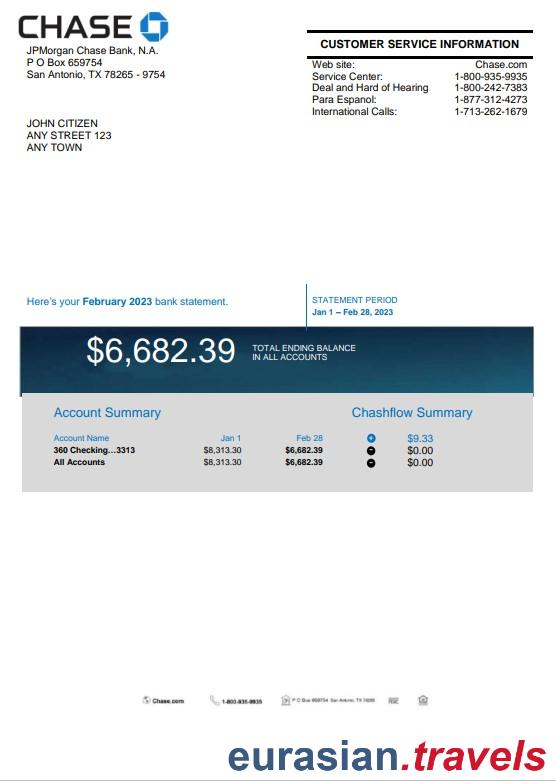 CHASE
JPMorgan Chase Bank, N.A.
P O Box 659754
San Antonio, TX 78265 - 9754
CUSTOMER SERVICE INFORMATION
Web site: Chase.com
Service Center: 1-800-935-9935
Deal and Hard of Hearing 1-800-242-7383
Para Espanol: 1-877-312-4273
International Calls: 1-713-262-1679
JOHN CITIZEN
ANY STREET 123
ANY TOWN
Here's your February 2023 bank statement.
STATEMENT PERIOD
Jan 1 – Feb 28, 2023
$6,682.39
TOTAL ENDING BALANCE
IN ALL ACCOUNTS
Account Summary
Chashflow Summary
Account Name Jan 1 Feb 28 + $9.33
360 Checking...3313 $8,313.30 $6,682.39 - $0.00
All Accounts $8,313.30 $6,682.39 - $0.00
Chase.com 1-800-935-9935 P O Box 659754 San Antonio, TX 78265
eurasian.travels